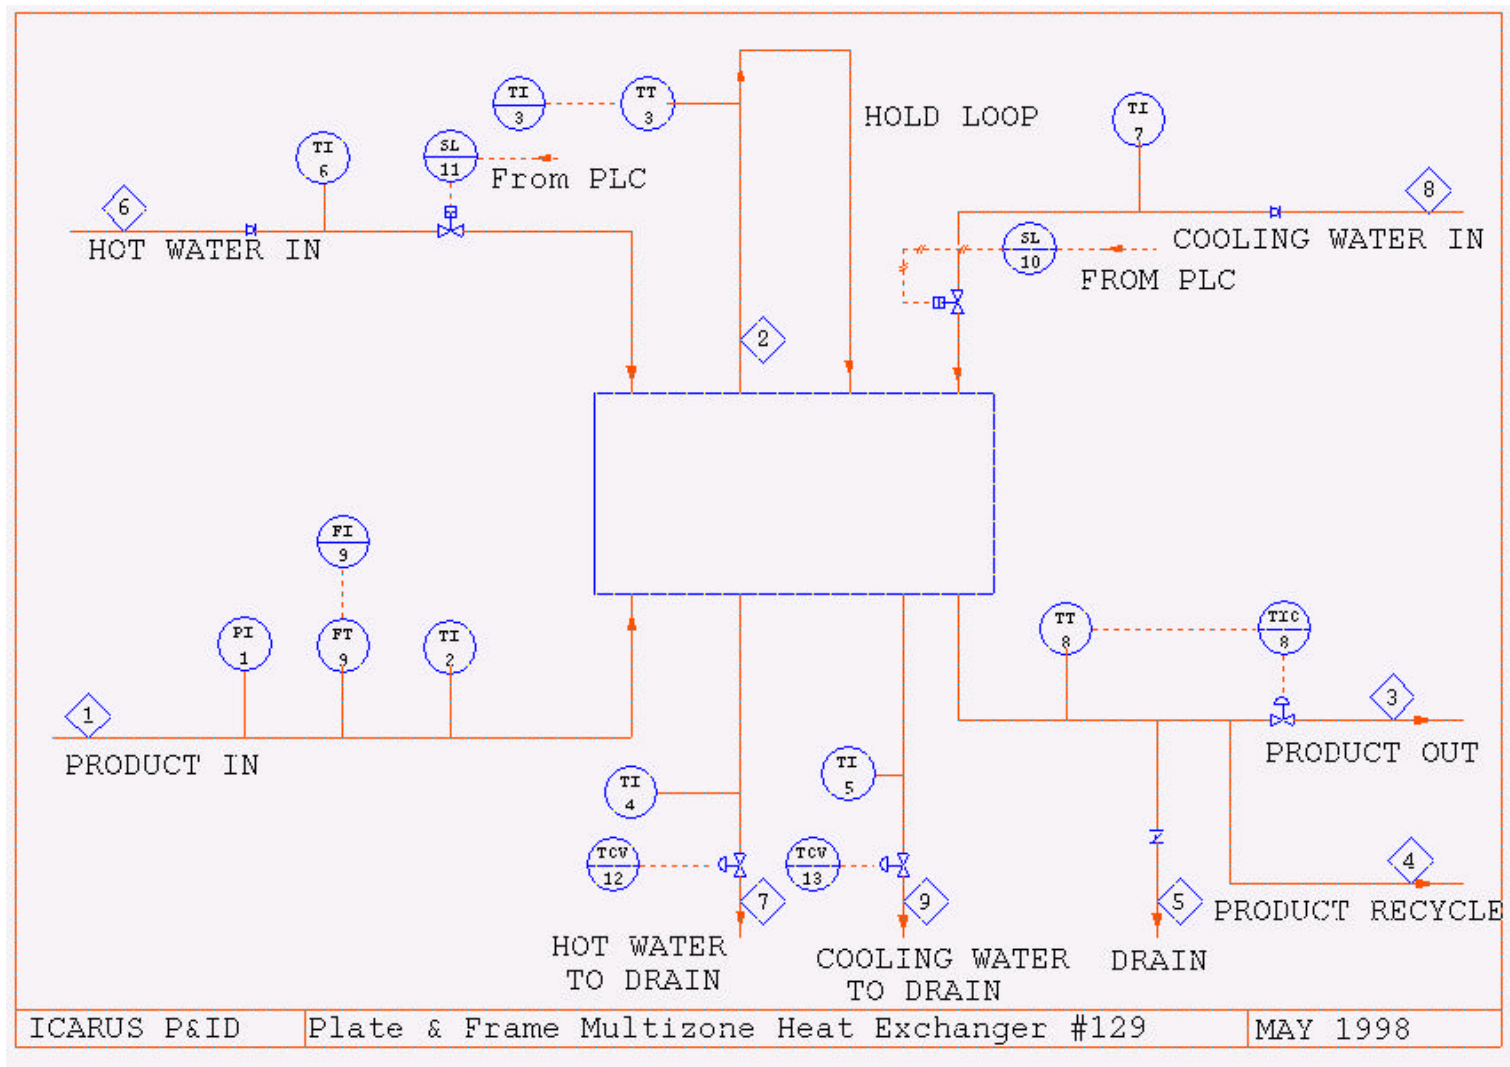 TI
3
TT
3
HOLD LOOP
TI
7
TI
6
SL
11
From PLC
6
HOT WATER IN
8
SL
10
COOLING WATER IN
FROM PLC
2
FI
9
PI
1
FT
9
TI
2
TT
8
TIC
8
1
PRODUCT IN
3
PRODUCT OUT
TI
4
TI
5
TCV
12
TCV
13
7
9
5
4
PRODUCT RECYCLE
HOT WATER
TO DRAIN
COOLING WATER
TO DRAIN
DRAIN
ICARUS P&ID
Plate & Frame Multizone Heat Exchanger #129
MAY 1998